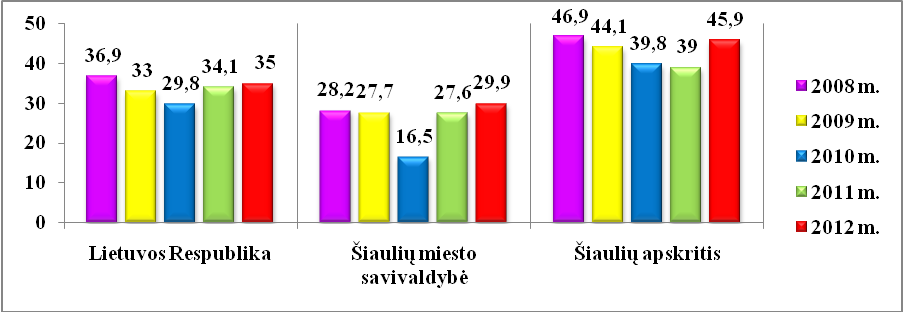 50
40
30
20
10
0
36,9
33
29,8
34,1
35
28,2
27,7
16,5
27,6
29,9
46,9
44,1
39,8
39
45,9
Lietuvos Respublika
Šiaulių miesto
savivaldybė
Šiaulių apskritis
2008 m.
2009 m.
2010 m.
2011 m.
2012 m.